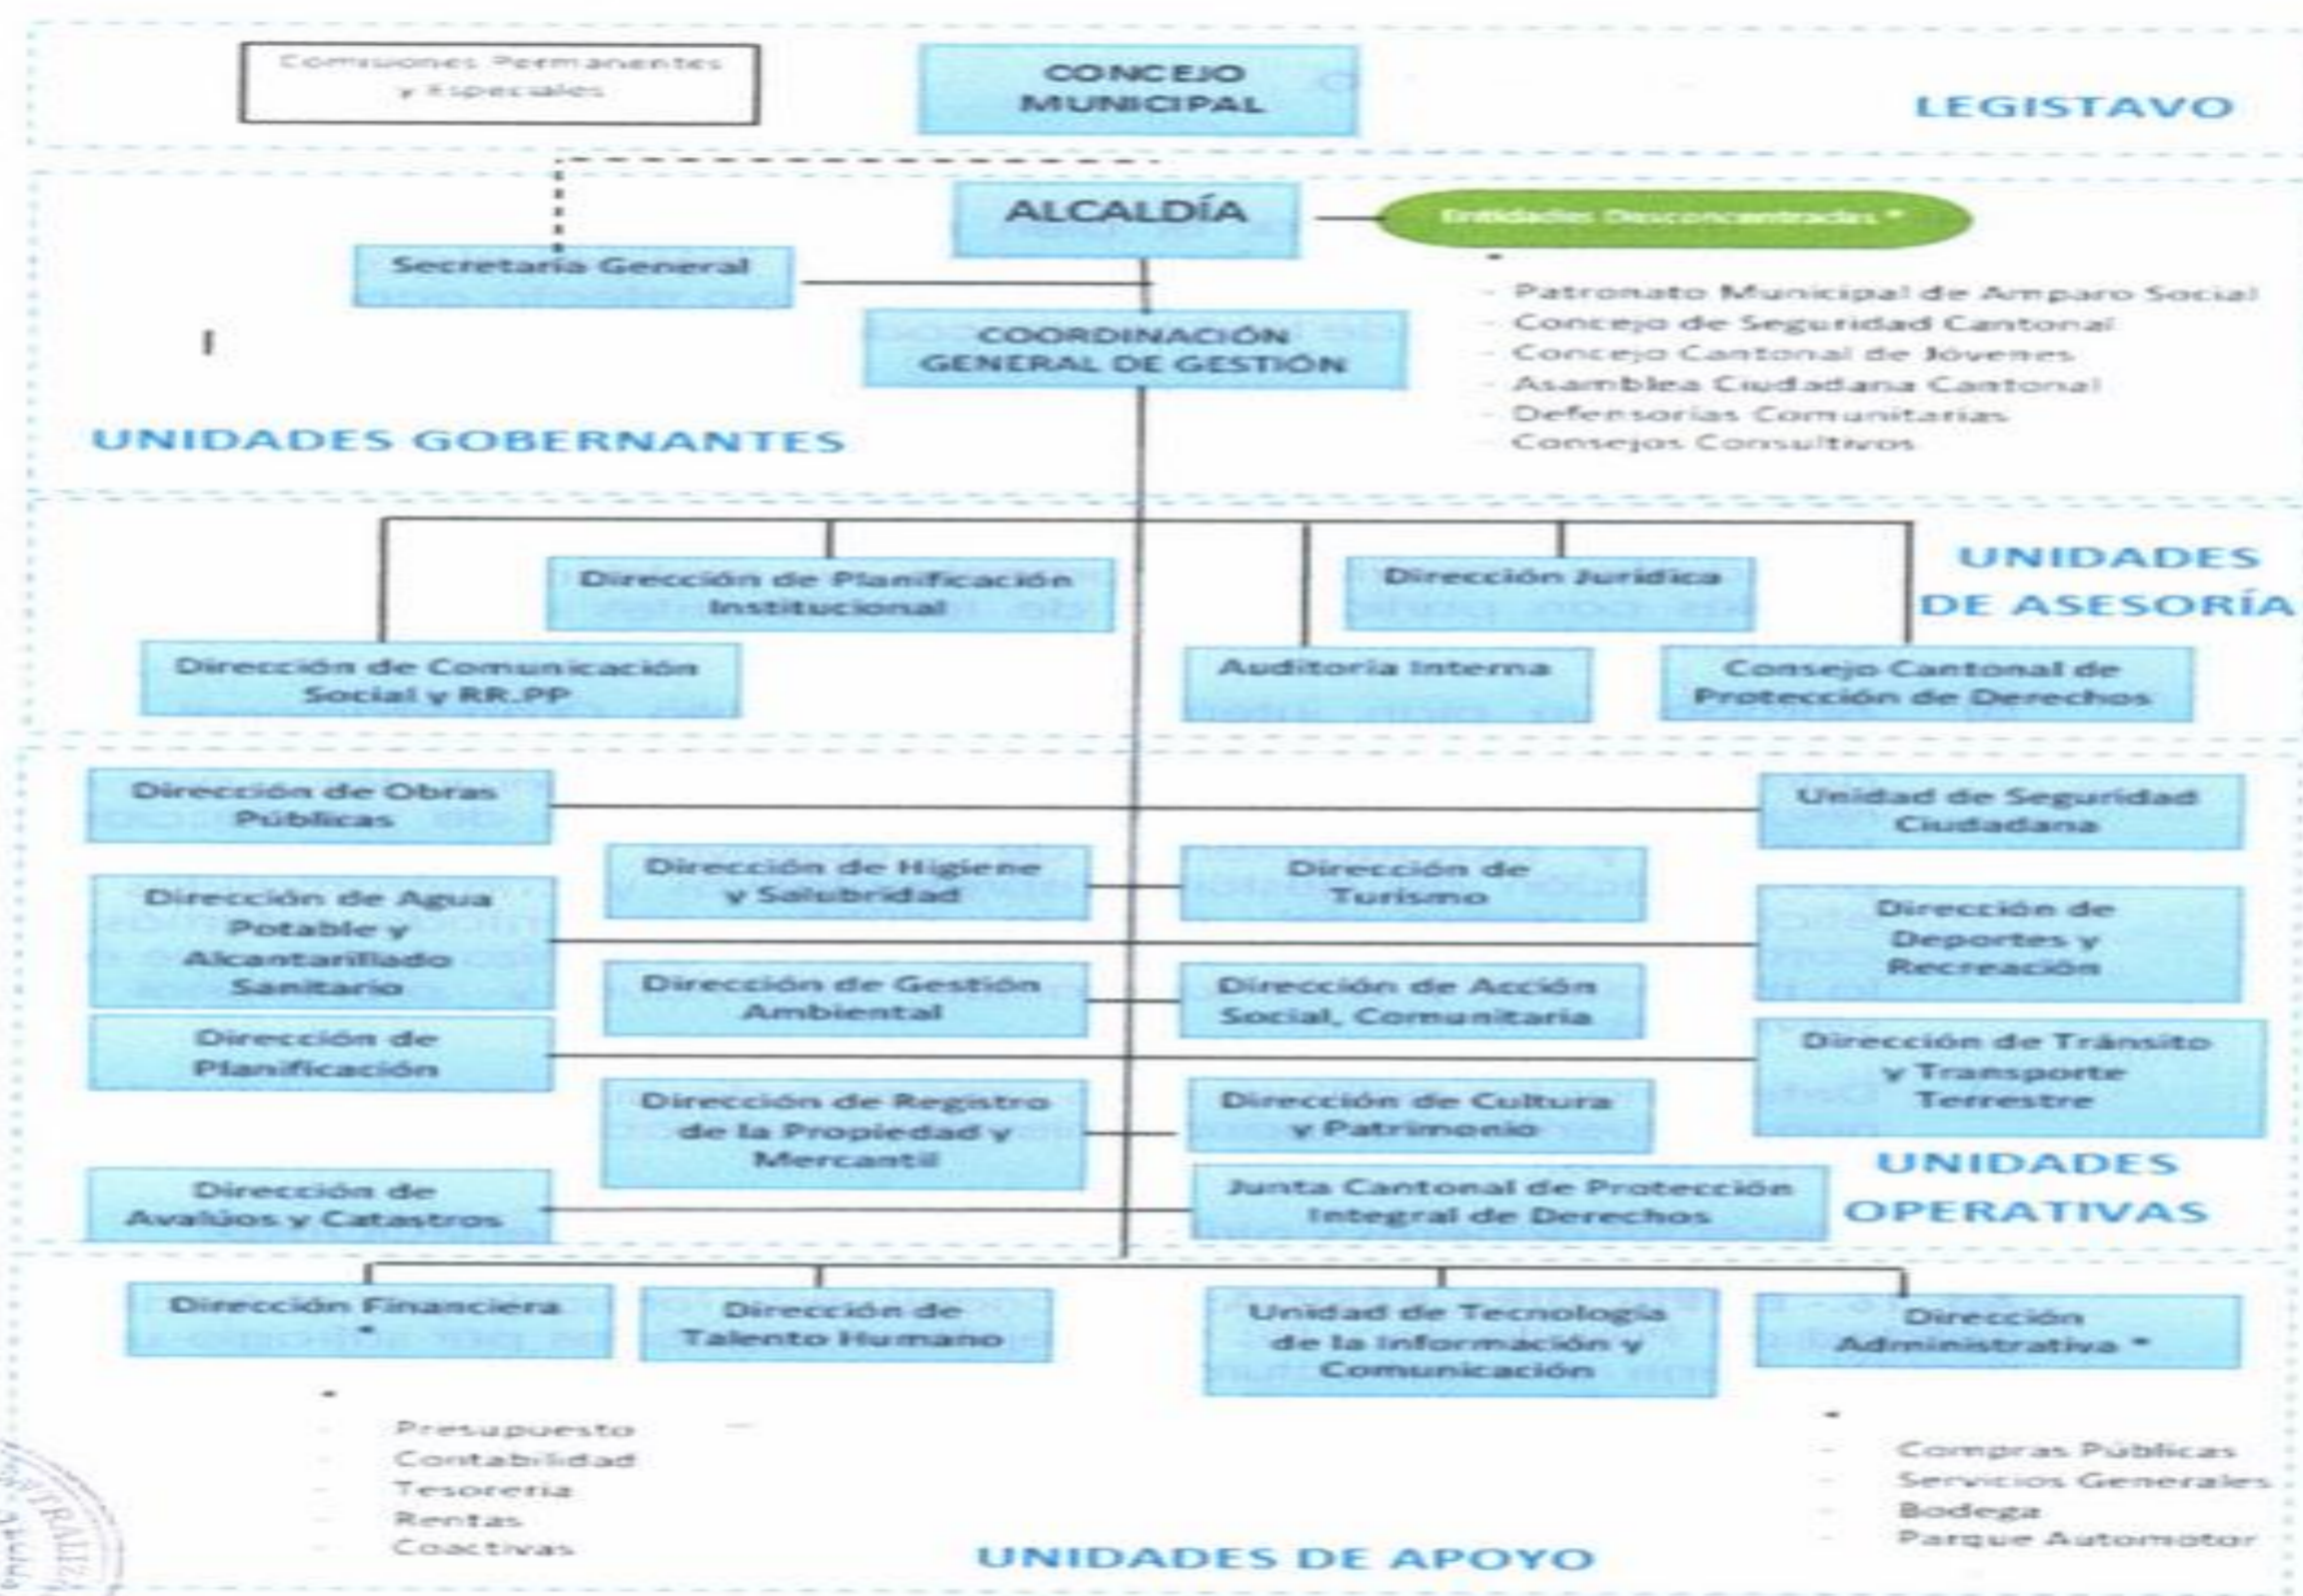 Comisiones Permanentes
y Especiales
CONCEJO
MUNICIPAL
LEGISTAVO
ALCALDÍA
Entidades Desconcentradas *
Secretaría General
COORDINACIÓN
GENERAL DE GESTIÓN
*
- Patronato Municipal de Amparo Social
- Concejo de Seguridad Cantonal
- Concejo Cantonal de Jóvenes
- Asamblea Ciudadana Cantonal
- Defensorías Comunitarias
- Consejos Consultivos
UNIDADES GOBERNANTES
UNIDADES
DE ASESORÍA
Dirección de Planificación
Institucional
Dirección Jurídica
Dirección de Comunicación
Social y RR.PP
Auditoría Interna
Consejo Cantonal de
Protección de Derechos
Dirección de Obras
Públicas
Unidad de Seguridad
Ciudadana
Dirección de Higiene
y Salubridad
Dirección de
Turismo
Dirección de Agua
Potable y
Alcantarillado
Sanitario
Dirección de
Deportes y
Recreación
Dirección de Gestión
Ambiental
Dirección de Acción
Social, Comunitaria
Dirección de
Planificación
Dirección de Tránsito
y Transporte
Terrestre
Dirección de Registro
de la Propiedad y
Mercantil
Dirección de Cultura
y Patrimonio
Dirección de
Avalúos y Catastros
Junta Cantonal de Protección
Integral de Derechos
UNIDADES
OPERATIVAS
Dirección Financiera
*
Dirección de
Talento Humano
Unidad de Tecnología
de la Información y
Comunicación
Dirección
Administrativa *
*
- Presupuesto
- Contabilidad
- Tesorería
- Rentas
- Coactivas
*
- Compras Públicas
- Servicios Generales
- Bodega
- Parque Automotor
UNIDADES DE APOYO